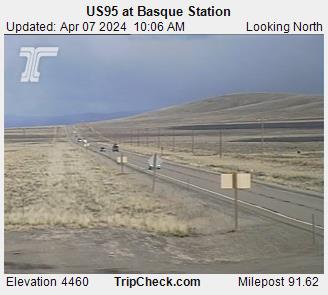 US95 at Basque Station
Updated: Apr 07 2024 10:06 AM Looking North
Elevation 4460 TripCheck.com Milepost 91.62